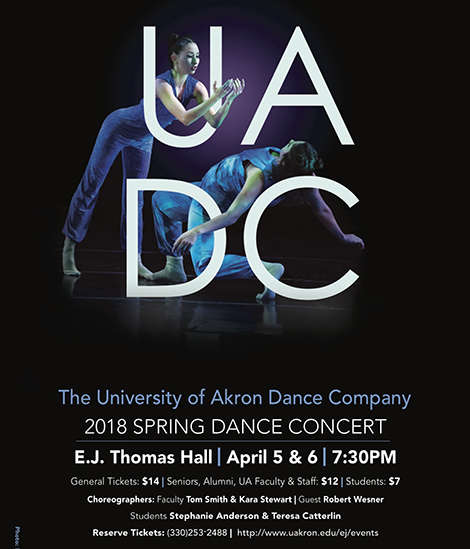 UA
DC
The University of Akron Dance Company
2018 SPRING DANCE CONCERT
E.J. Thomas Hall | April 5 & 6 | 7:30PM
General Tickets: $14 | Seniors, Alumni, UA Faculty & Staff: $12 | Students: $7
Choreographers: Faculty Tom Smith & Kara Stewart | Guest Robert Wesner
Students Stephanie Anderson & Teresa Catterlin
Reserve Tickets: (330)253-2488 | http://www.uakron.edu/ej/events
Photo: